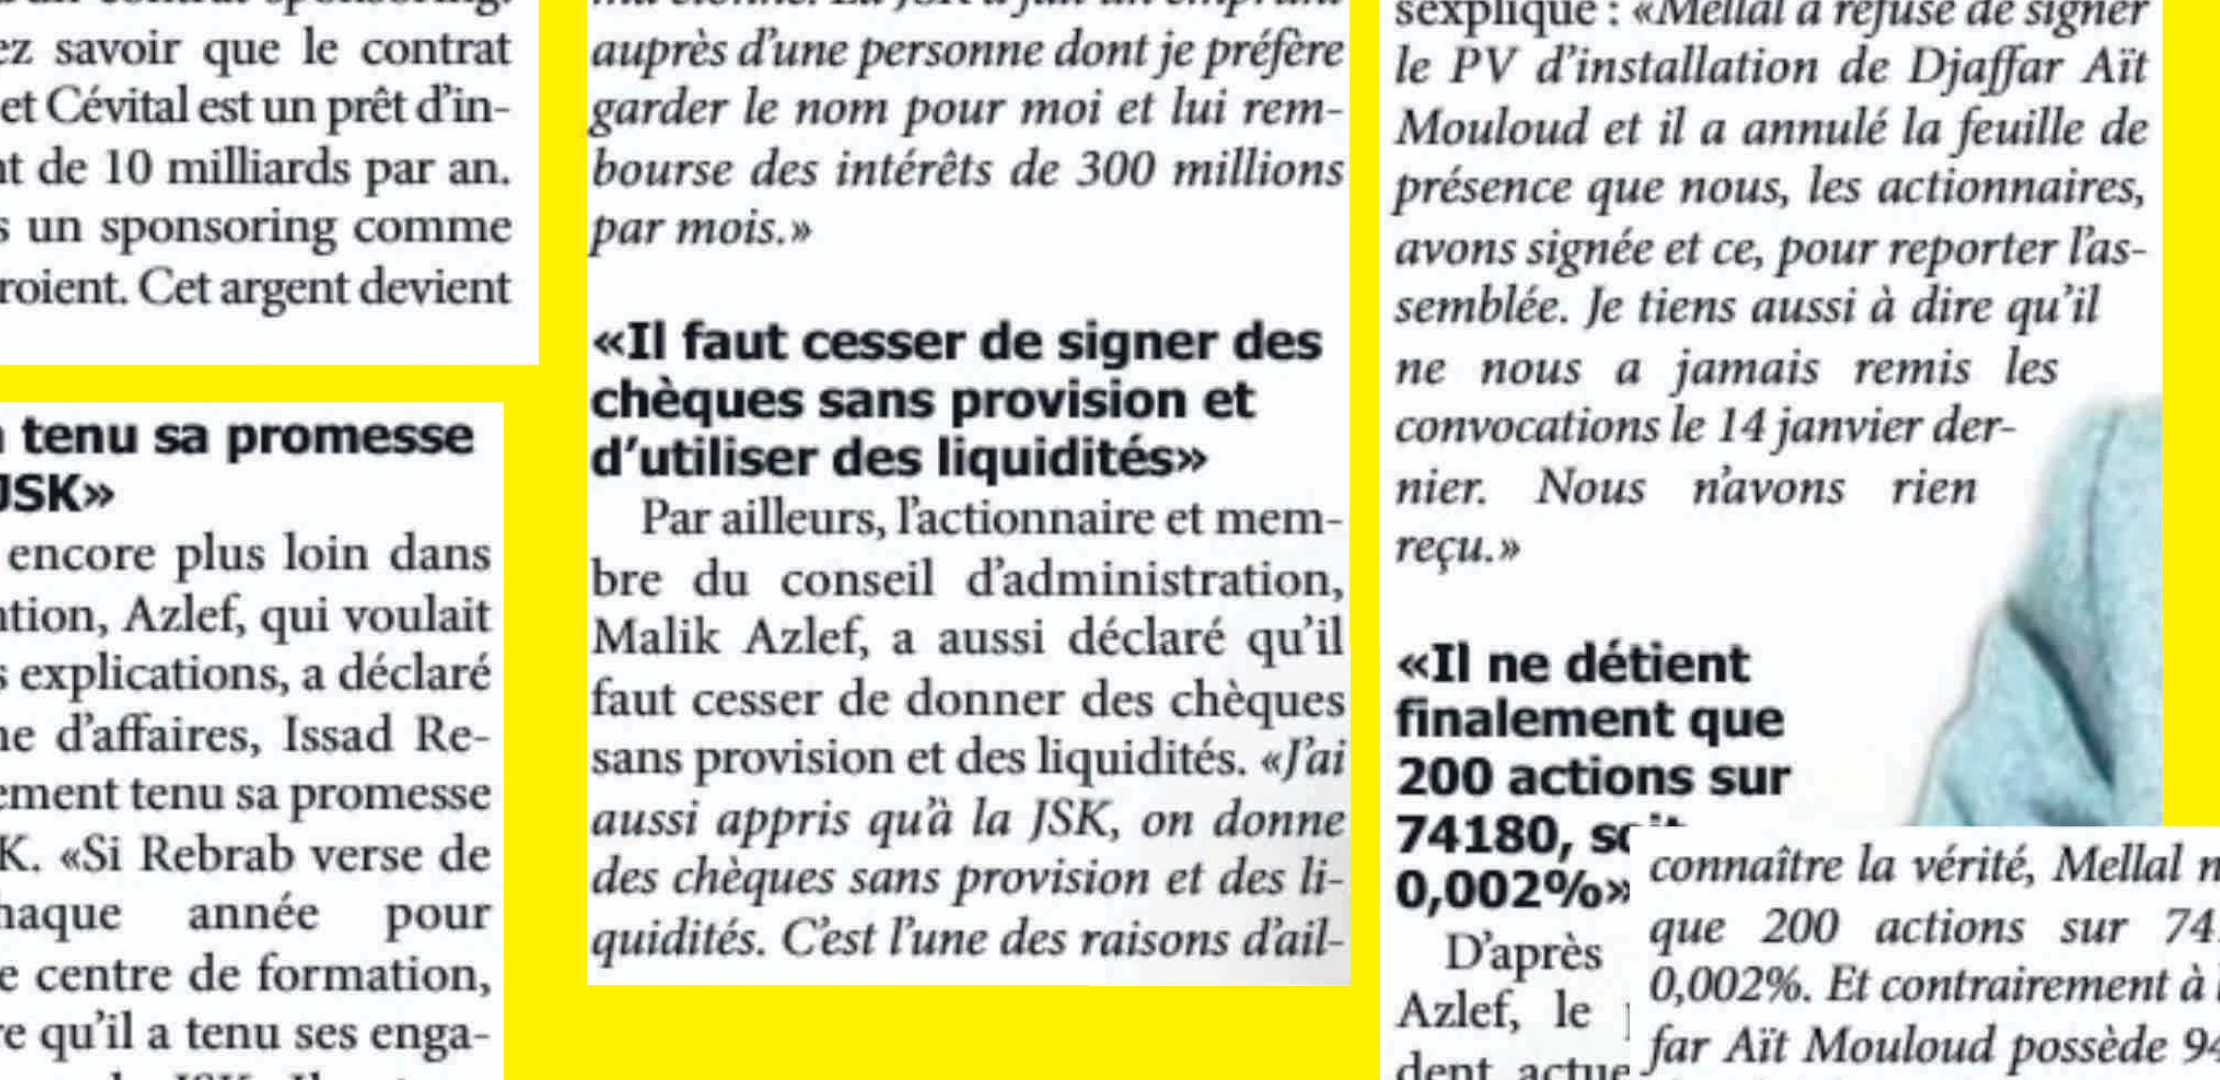 savoir que le contrat
et Cévital est un prêt d'in-
de 10 milliards par an.
un sponsoring comme
Cet argent devient
tenu sa promesse
JSK»
encore plus loin dans
Azlef, qui voulait
explications, a déclaré
d'affaires, Issad Re-
tenu sa promesse
«Si Rebrab verse de
année pour
centre de formation,
qu'il a tenu ses enga-
auprès d'une personne dont je préfère
garder le nom pour moi et lui rem-
bourse des intérêts de 300 millions
par mois.»
«Il faut cesser de signer des
chèques sans provision et
d'utiliser des liquidités»
Par ailleurs, l'actionnaire et mem-
bre du conseil d'administration,
Malik Azlef, a aussi déclaré qu'il
faut cesser de donner des chèques
sans provision et des liquidités. «J'ai
aussi appris qu'à la JSK, on donne
des chèques sans provision et des li-
quidités. C'est l'une des raisons d'ail-
sexplique : «Mellal a refusé de signer
le PV d'installation de Djaffar Aït
Mouloud et il a annulé la feuille de
présence que nous, les actionnaires,
avons signée et ce, pour reporter l'as-
semblée. Je tiens aussi à dire qu'il
ne nous a jamais remis les
convocations le 14 janvier der-
nier. Nous n'avons rien
reçu.»
«Il ne détient
finalement que
200 actions sur
74180,
0,002%»
D'après
Azlef, le
connaître la vérité, Mellal
que 200 actions sur
0,002%. Et contrairement à
far Aït Mouloud possède